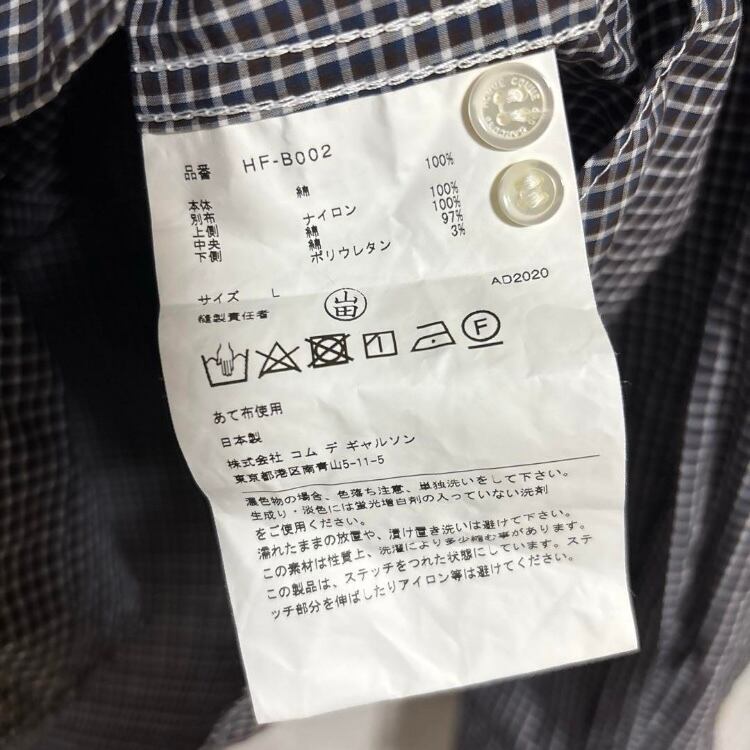 品番 HF-B002
本体 綿 100%
別布 ナイロン 100%
上側 綿 100%
中央 綿 97%
下側 ポリウレタン 3%
サイズ L AD2020
縫製責任者 山田
1 F
あて布使用
日本製
株式会社 コム デ ギャルソン
東京都港区南青山5-11-5
濃色物の場合、色落ち注意、単独洗いをして下さい。
生成り・淡色には蛍光増白剤の入っていない洗剤
をご使用ください。
濡れたままの放置や、漬け置き洗いは避けて下さい。
この素材は性質上、洗濯により多少縮む事があります。
この製品は、ステッチをつれた状態にしています。ステ
ッチ部分を伸ばしたりアイロン等は避けてください。